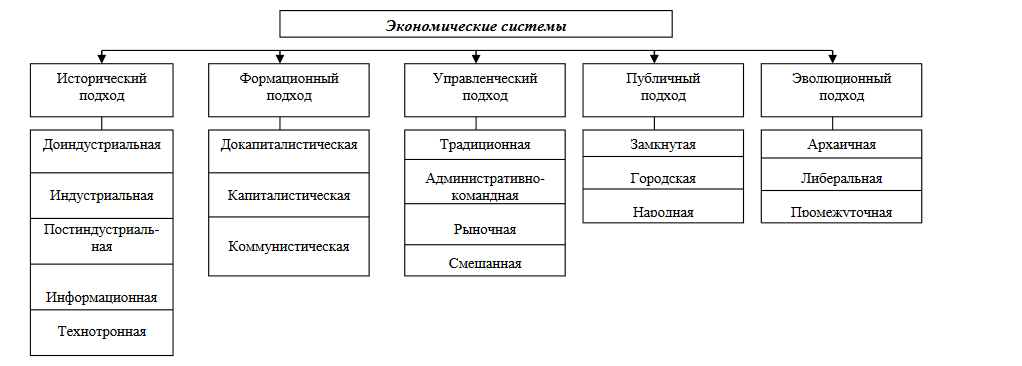 Экономические системы
Исторический
подход
Доиндустриальная
Индустриальная
Постиндустриаль-
ная
Информационная
Технотронная
Формационный
подход
Докапиталистическая
Капиталистическая
Коммунистическая
Управленческий
подход
Традиционная
Административно-
командная
Рыночная
Смешанная
Публичный
подход
Замкнутая
Городская
Народная
Эволюционный
подход
Архаичная
Либеральная
Промежуточная